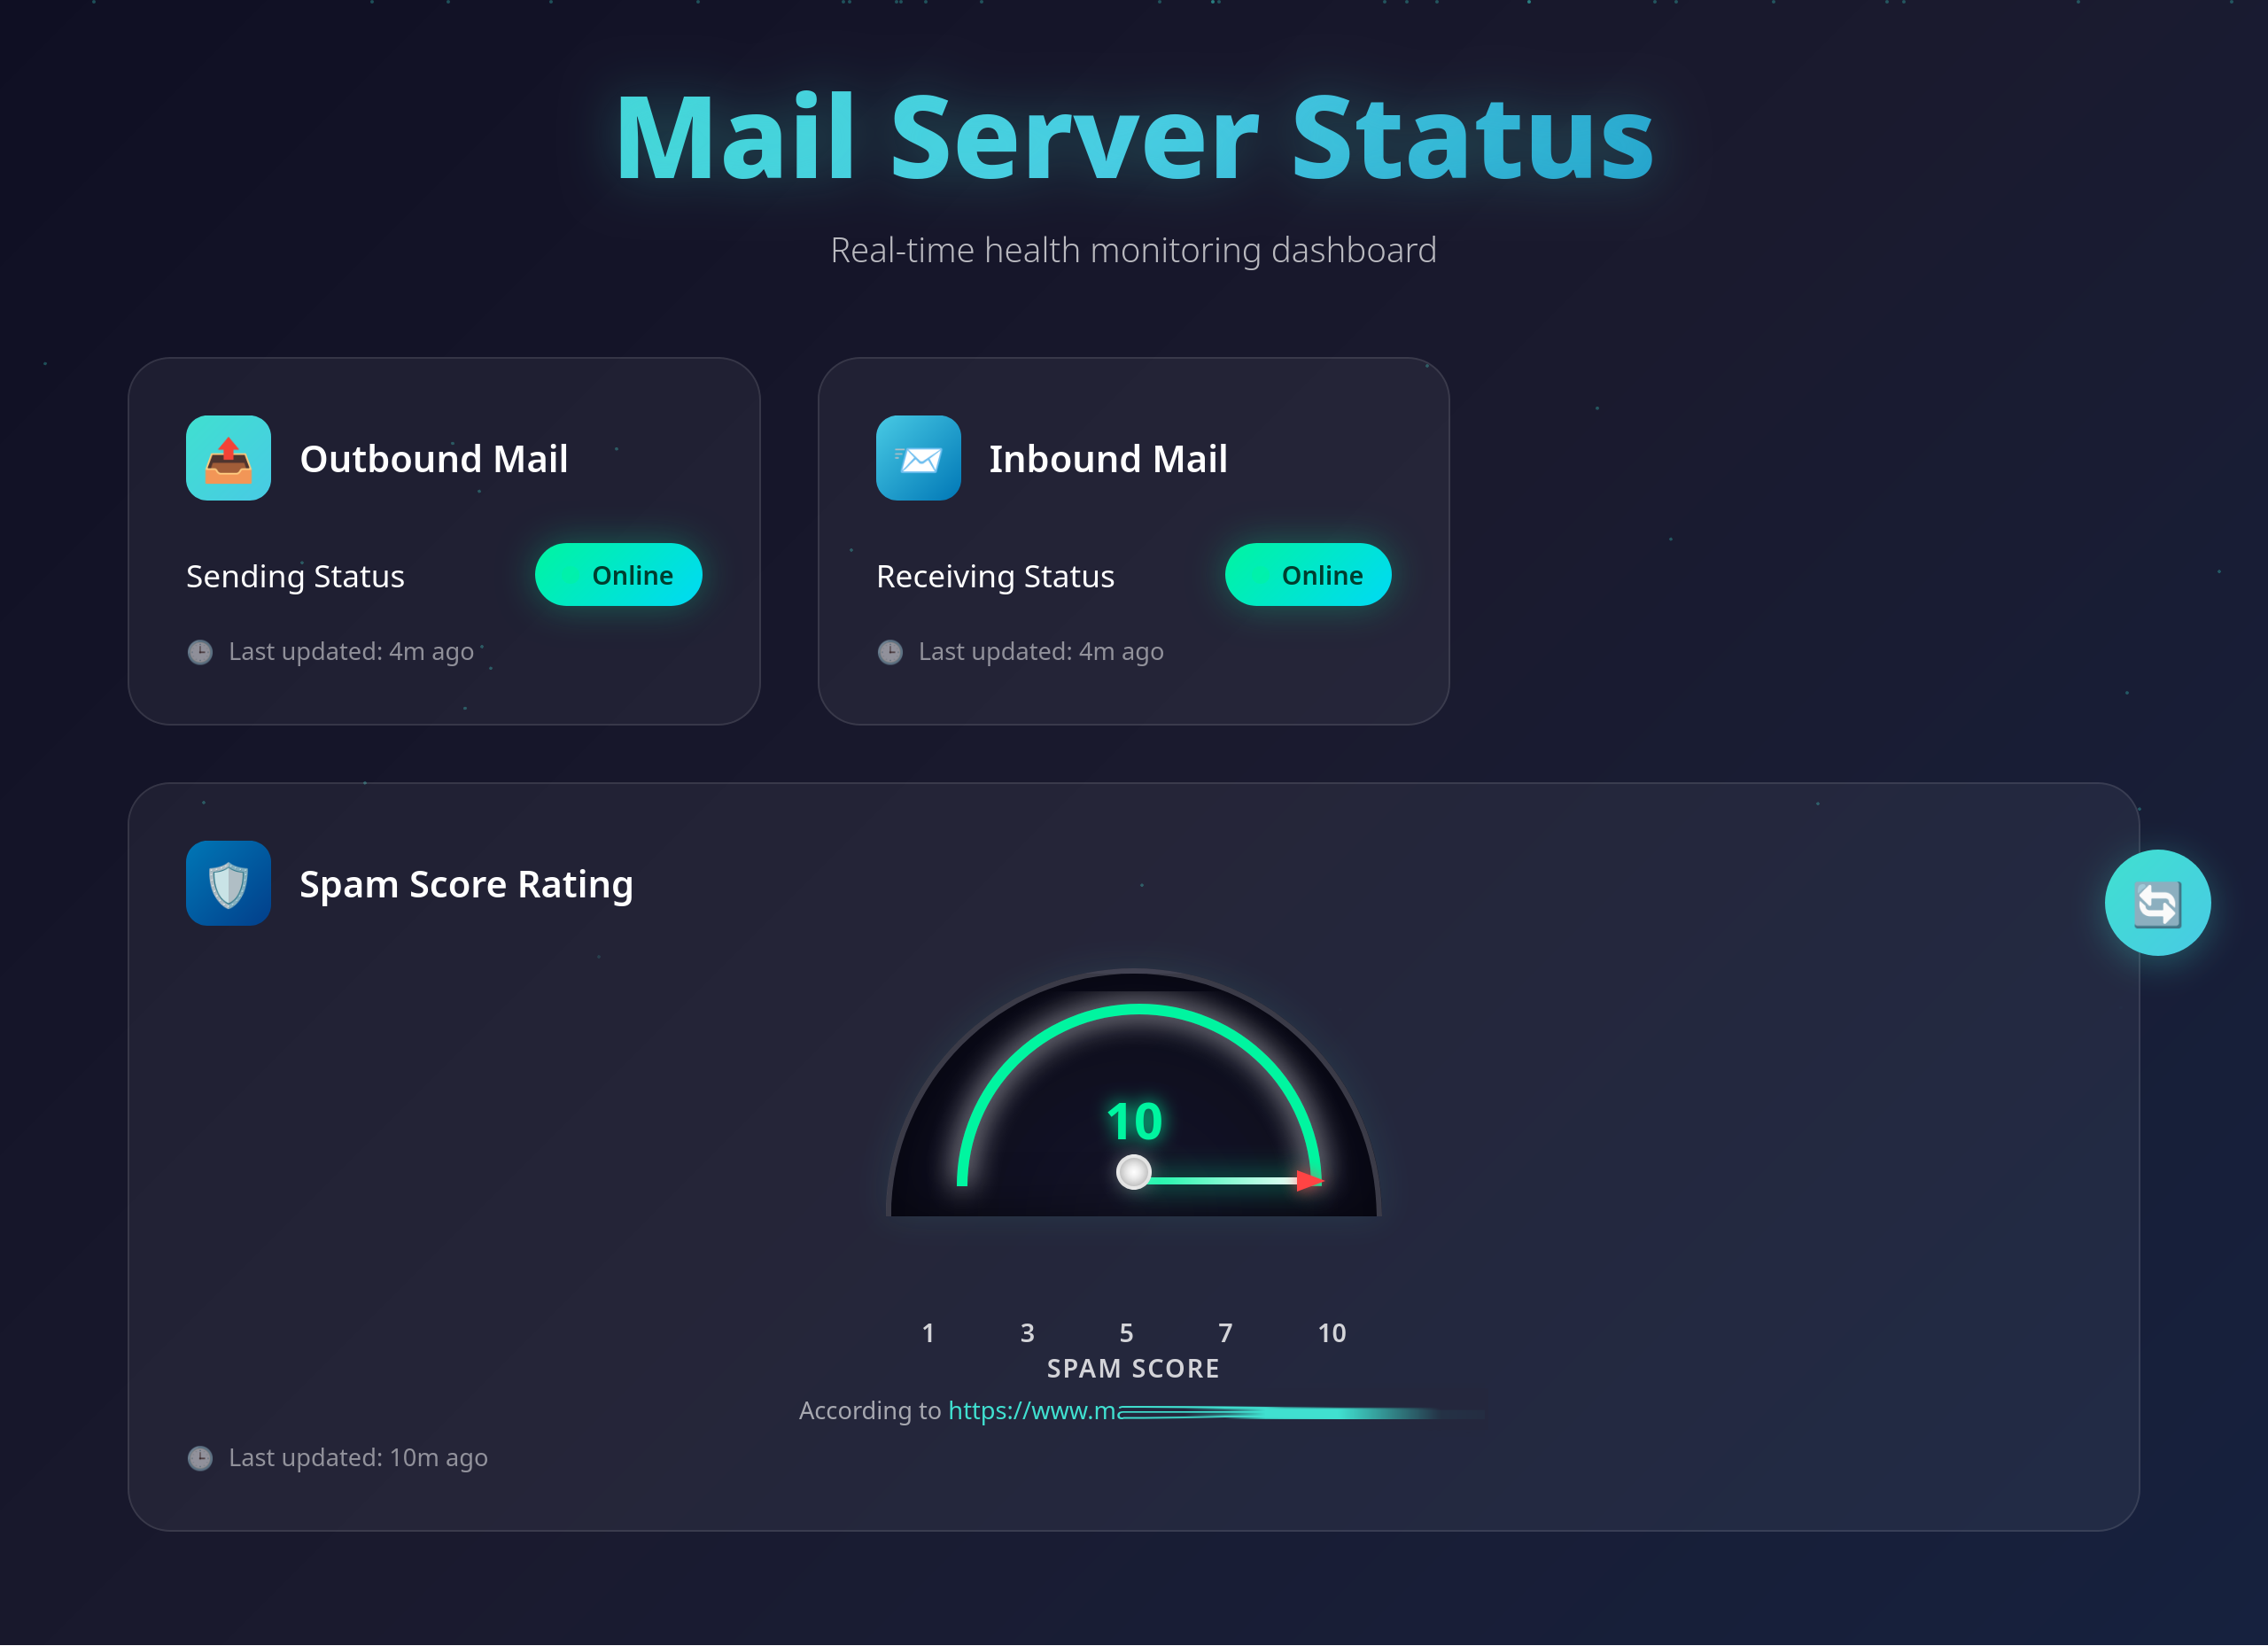 Mail Server Status
Real-time health monitoring dashboard
Outbound Mail
Sending Status
Online
Last updated: 4m ago
Inbound Mail
Receiving Status
Online
Last updated: 4m ago
Spam Score Rating
10
1 3 5 7 10
SPAM SCORE
According to https://www.m
Last updated: 10m ago